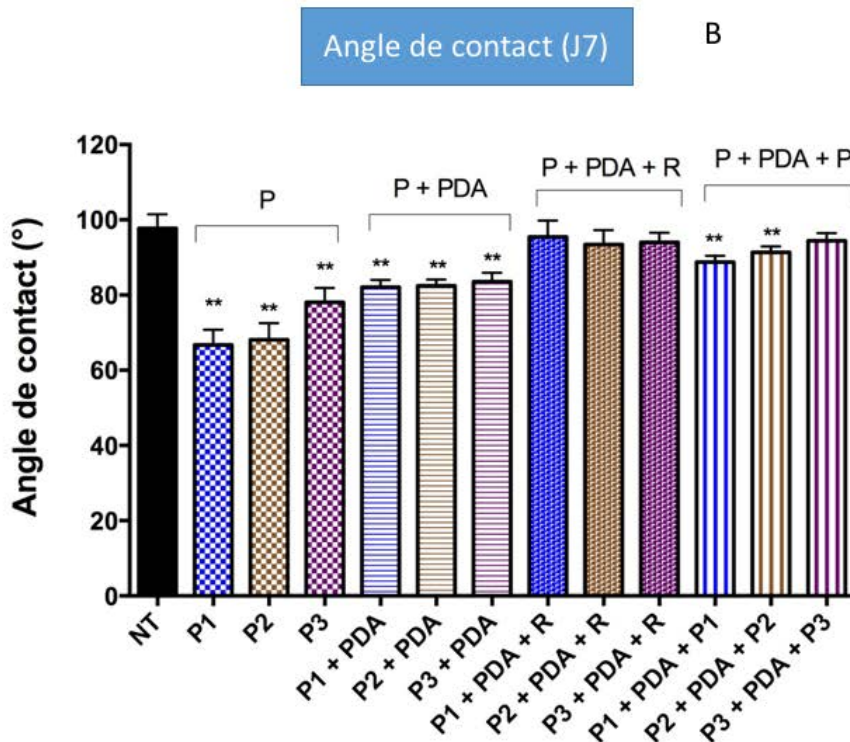 Angle de contact (J7)
B
Angle de contact (°)
120
100
80
60
40
20
0
P
P + PDA
P + PDA + R
P + PDA + P
**
**
**
**
**
**
**
**
NT
P1
P2
P3
P1 + PDA
P2 + PDA
P3 + PDA
P1 + PDA + R
P2 + PDA + R
P3 + PDA + R
P1 + PDA + P1
P2 + PDA + P2
P3 + PDA + P3